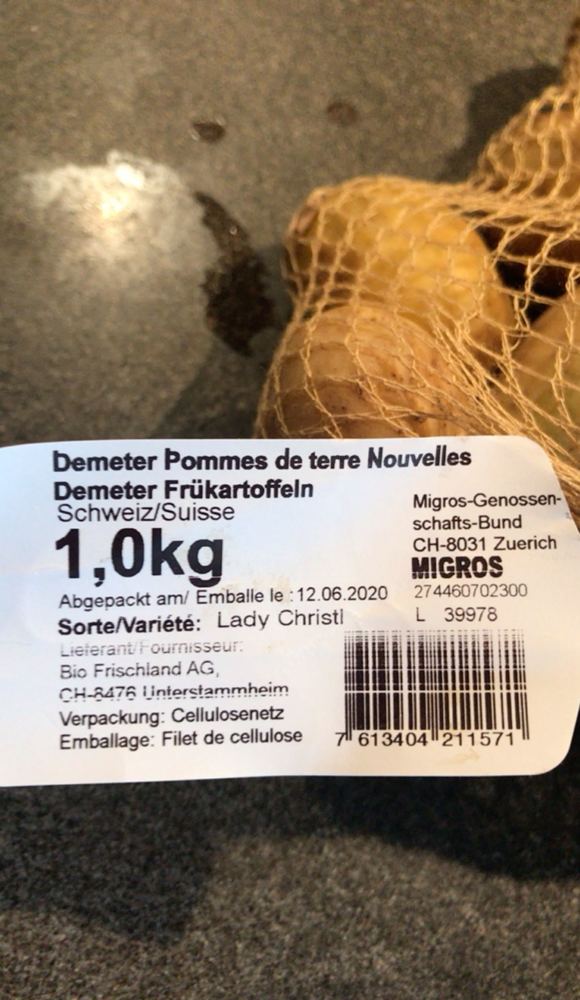 Demeter Pommes de terre Nouvelles
Demeter Frükartoffeln
Schweiz/Suisse
1,0kg
Abgepackt am/ Emballe le :12.06.2020
Sorte/Variété: Lady Christl
Lieferant/Fournisseur:
Bio Frischland AG,
CH-8476 Unterstammheim
Verpackung: Cellulosenetz
Emballage: Filet de cellulose
Migros-Genossen-
schafts-Bund
CH-8031 Zuerich
MIGROS
274460702300
L 39978
7 613404 211571